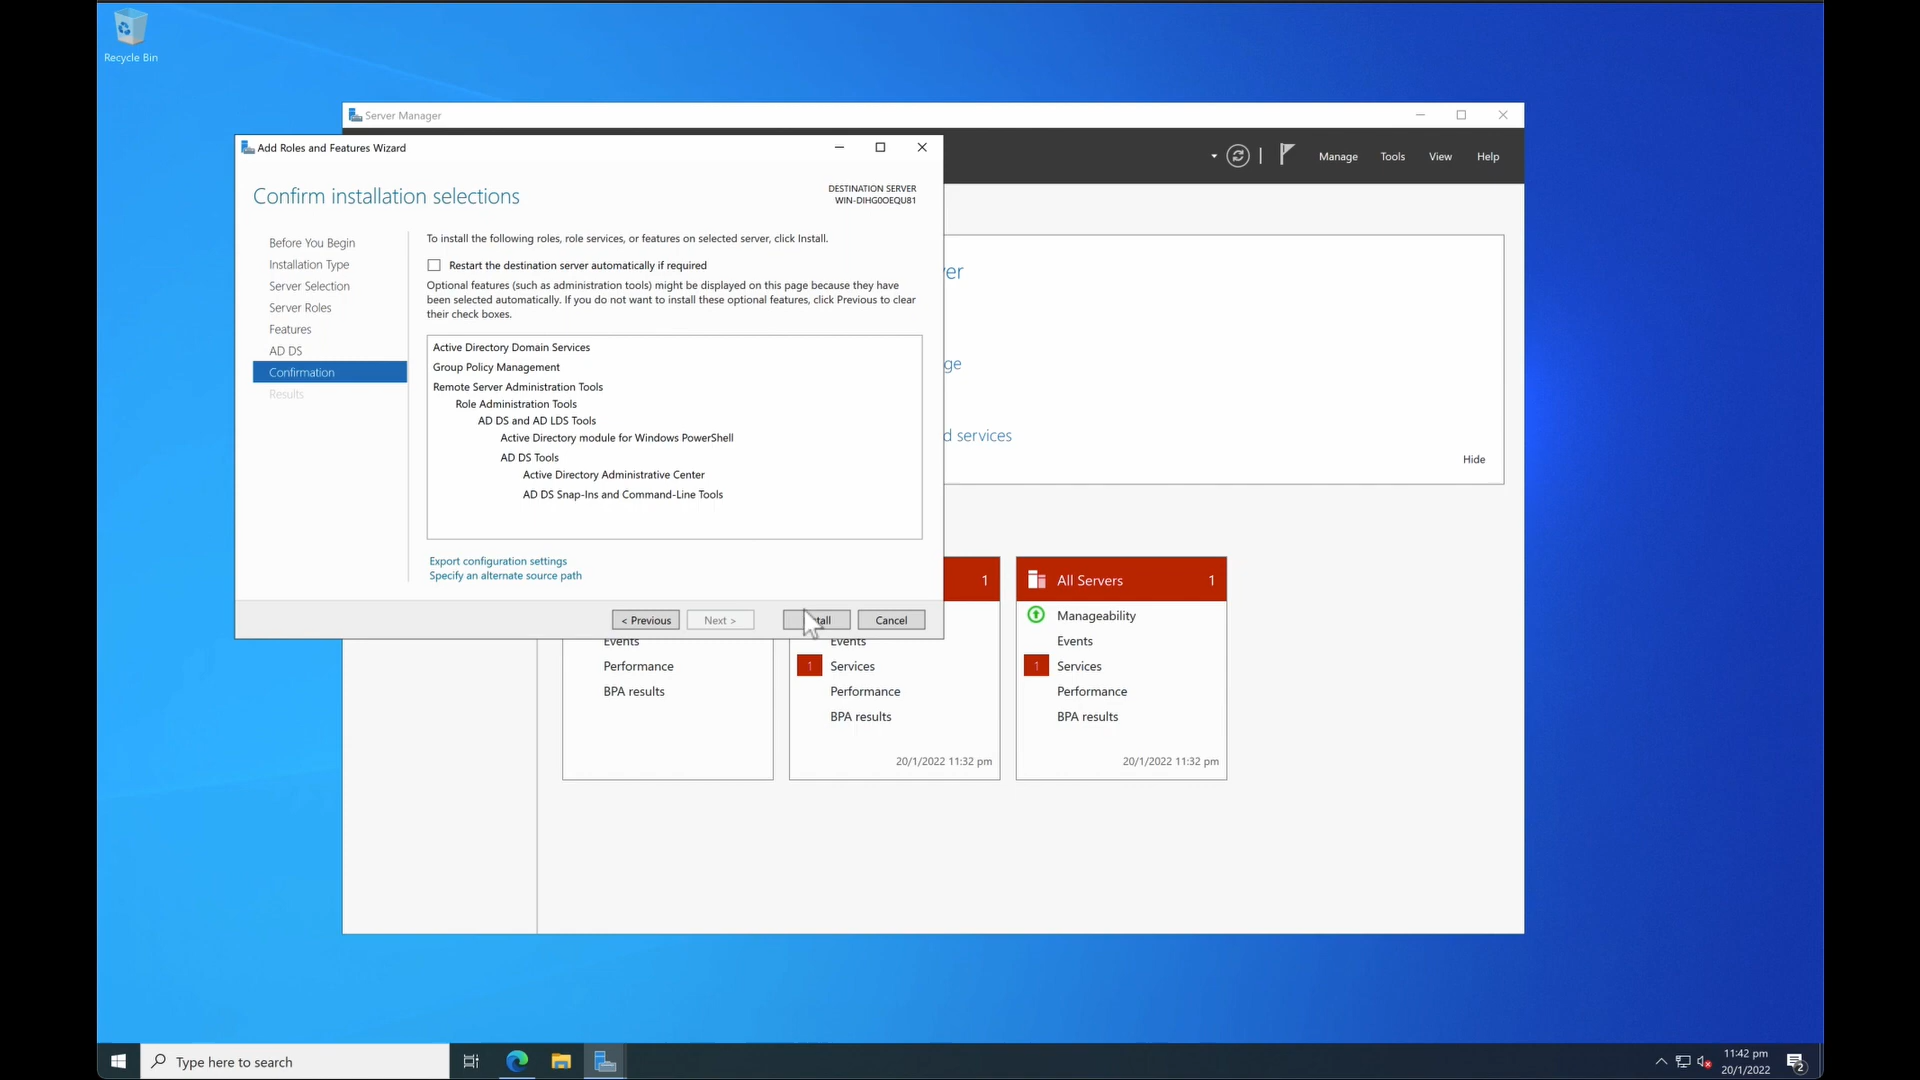 Recycle Bin
Server Manager
Manage
Tools
View
Help
Add Roles and Features Wizard
Confirm installation selections
DESTINATION SERVER
WIN-DIHG0OEQU81
Before You Begin
Installation Type
Server Selection
Server Roles
Features
AD DS
Confirmation
Results
To install the following roles, role services, or features on selected server, click Install.
Restart the destination server automatically if required
Optional features (such as administration tools) might be displayed on this page because they have
been selected automatically. If you do not want to install these optional features, click Previous to clear
their check boxes.
Active Directory Domain Services
Group Policy Management
Remote Server Administration Tools
Role Administration Tools
AD DS and AD LDS Tools
Active Directory module for Windows PowerShell
AD DS Tools
Active Directory Administrative Center
AD DS Snap-Ins and Command-Line Tools
Export configuration settings
Specify an alternate source path
< Previous
Next >
Cancel
services
Hide
Events
Performance
BPA results
1
Events
1 Services
Performance
BPA results
20/1/2022 11:32 pm
All Servers 1
Manageability
Events
1 Services
Performance
BPA results
20/1/2022 11:32 pm
Type here to search
11:42 pm
20/1/2022
2